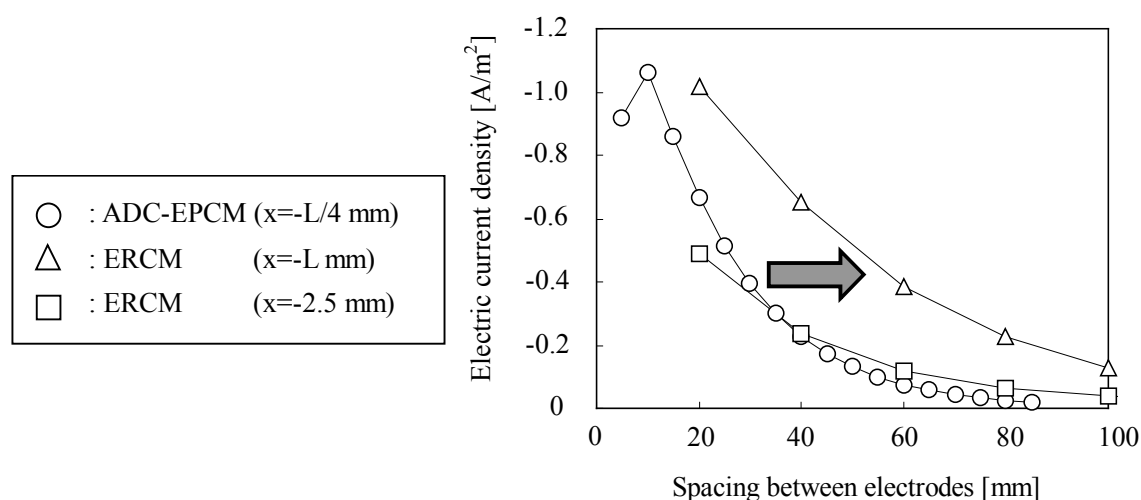 : ADC-EPCM (x=-L/4 mm)
: ERCM (x=-L mm)
: ERCM (x=-2.5 mm)
Electric current density [A/m²]
-1.2
-1.0
-0.8
-0.6
-0.4
-0.2
0
0 20 40 60 80 100
Spacing between electrodes [mm]